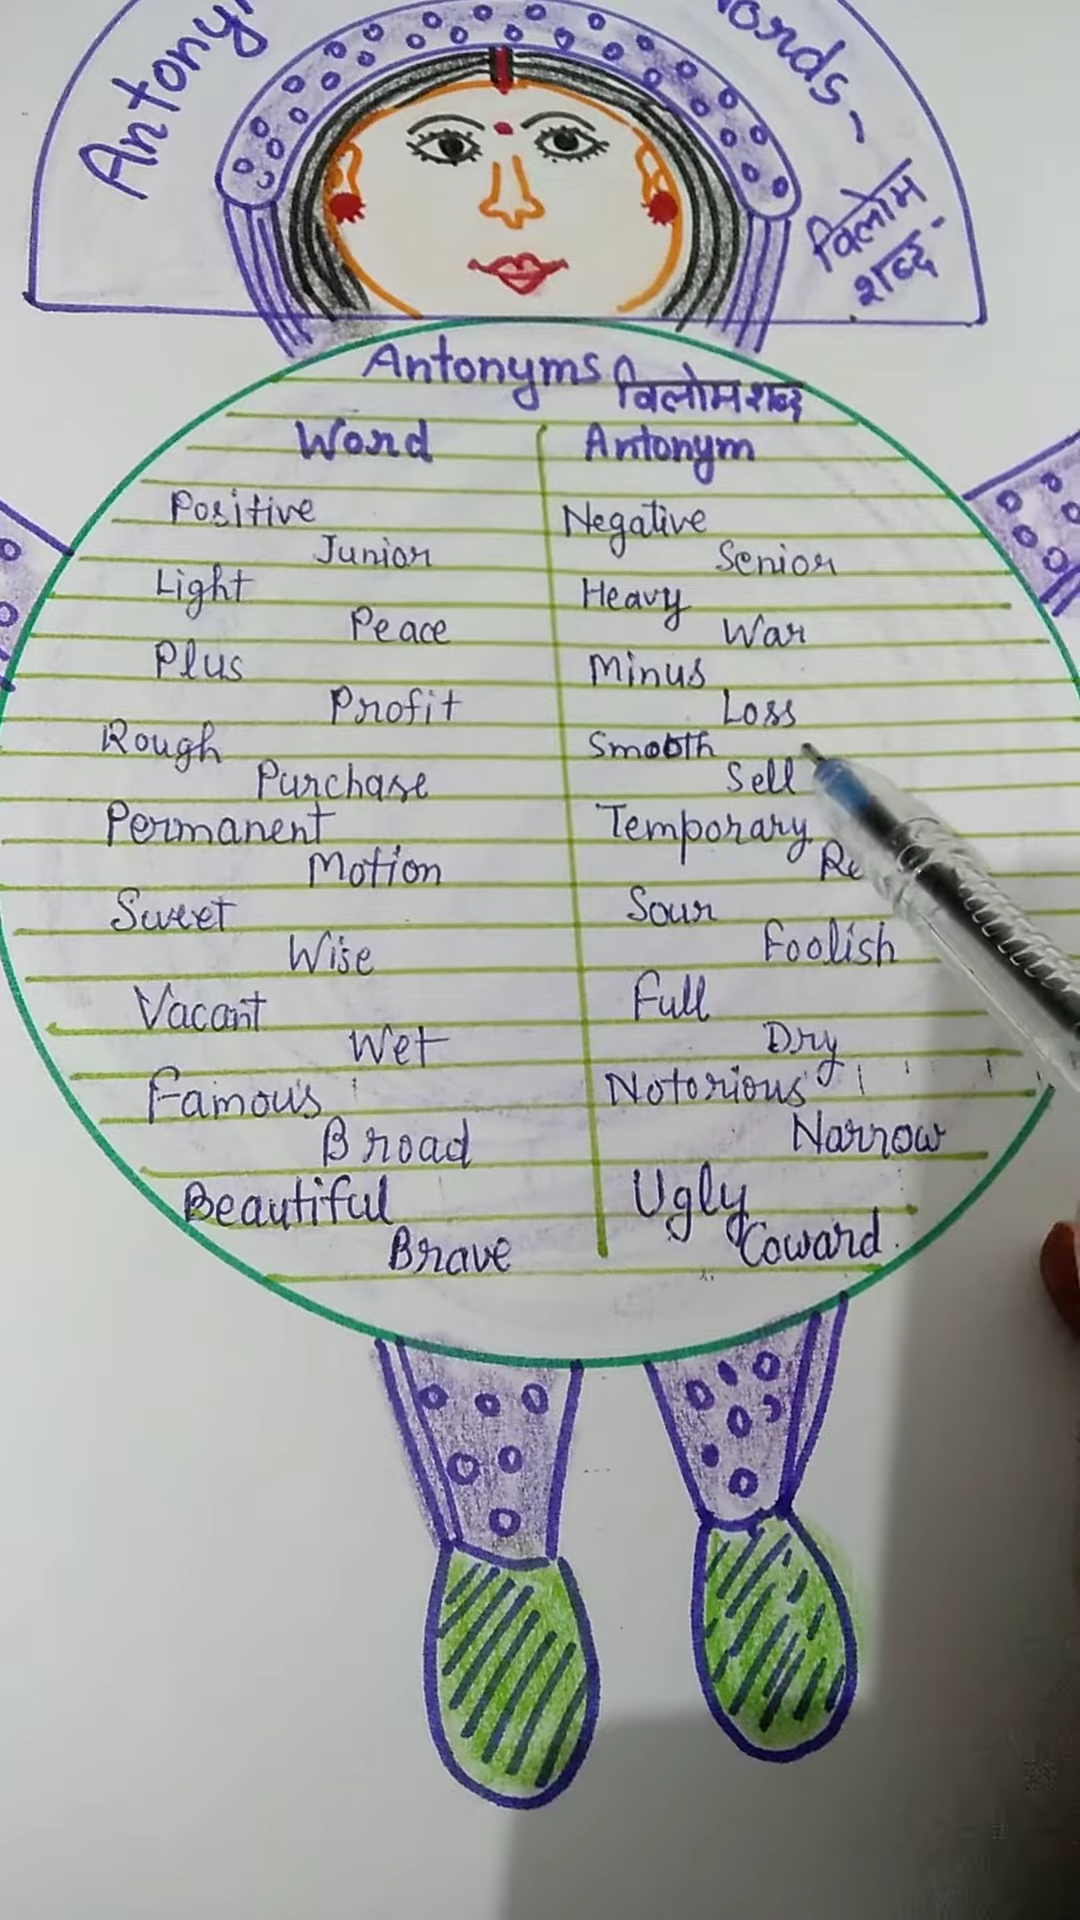 Words-
विलोम
शब्द
Antonyms विलोम शब्द
Word Antonym
Positive Negative
Junior Senior
Light Heavy
Peace War
Plus Minus
Profit Loss
Rough Smooth
Purchase Sell
Permanent Temporary
Motion
Sweet Sour
Wise Foolish
Vacant Full
Wet Dry
Famous Notorious
Broad Narrow
Beautiful Ugly
Brave Coward.